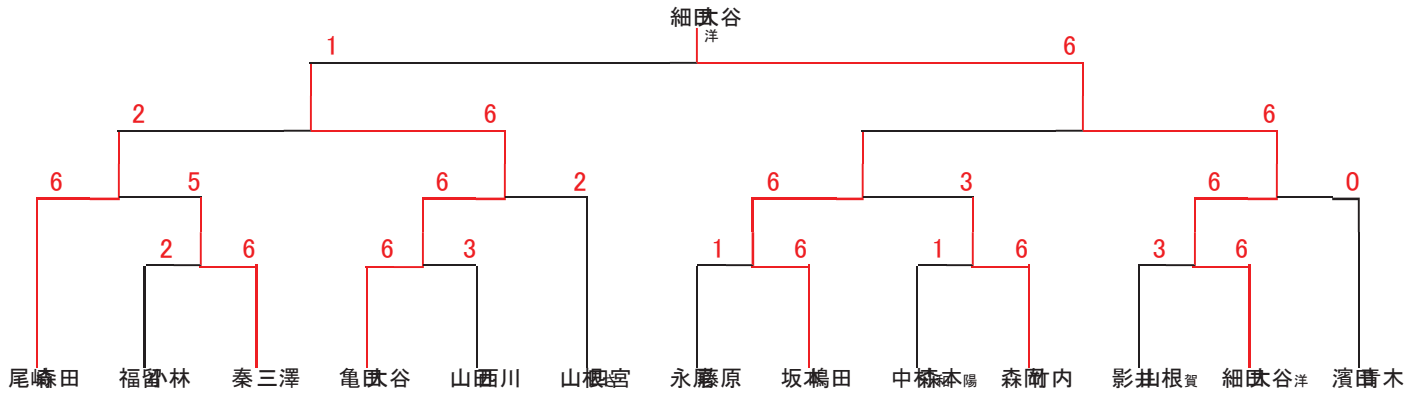 細田 大谷洋
1 6
2 6 6
6 5 6 2 6 3 6 0
2 6 6 3 1 6 1 6 3 6
尾崎 森田 福留 小林 秦 三澤 亀田 大谷 山田 西川 山根 四宮 永尾 藤原 坂本 嶋田 中村 森本陽 森岡 竹内 影井 山根賀 細田 大谷洋 濱田 青木